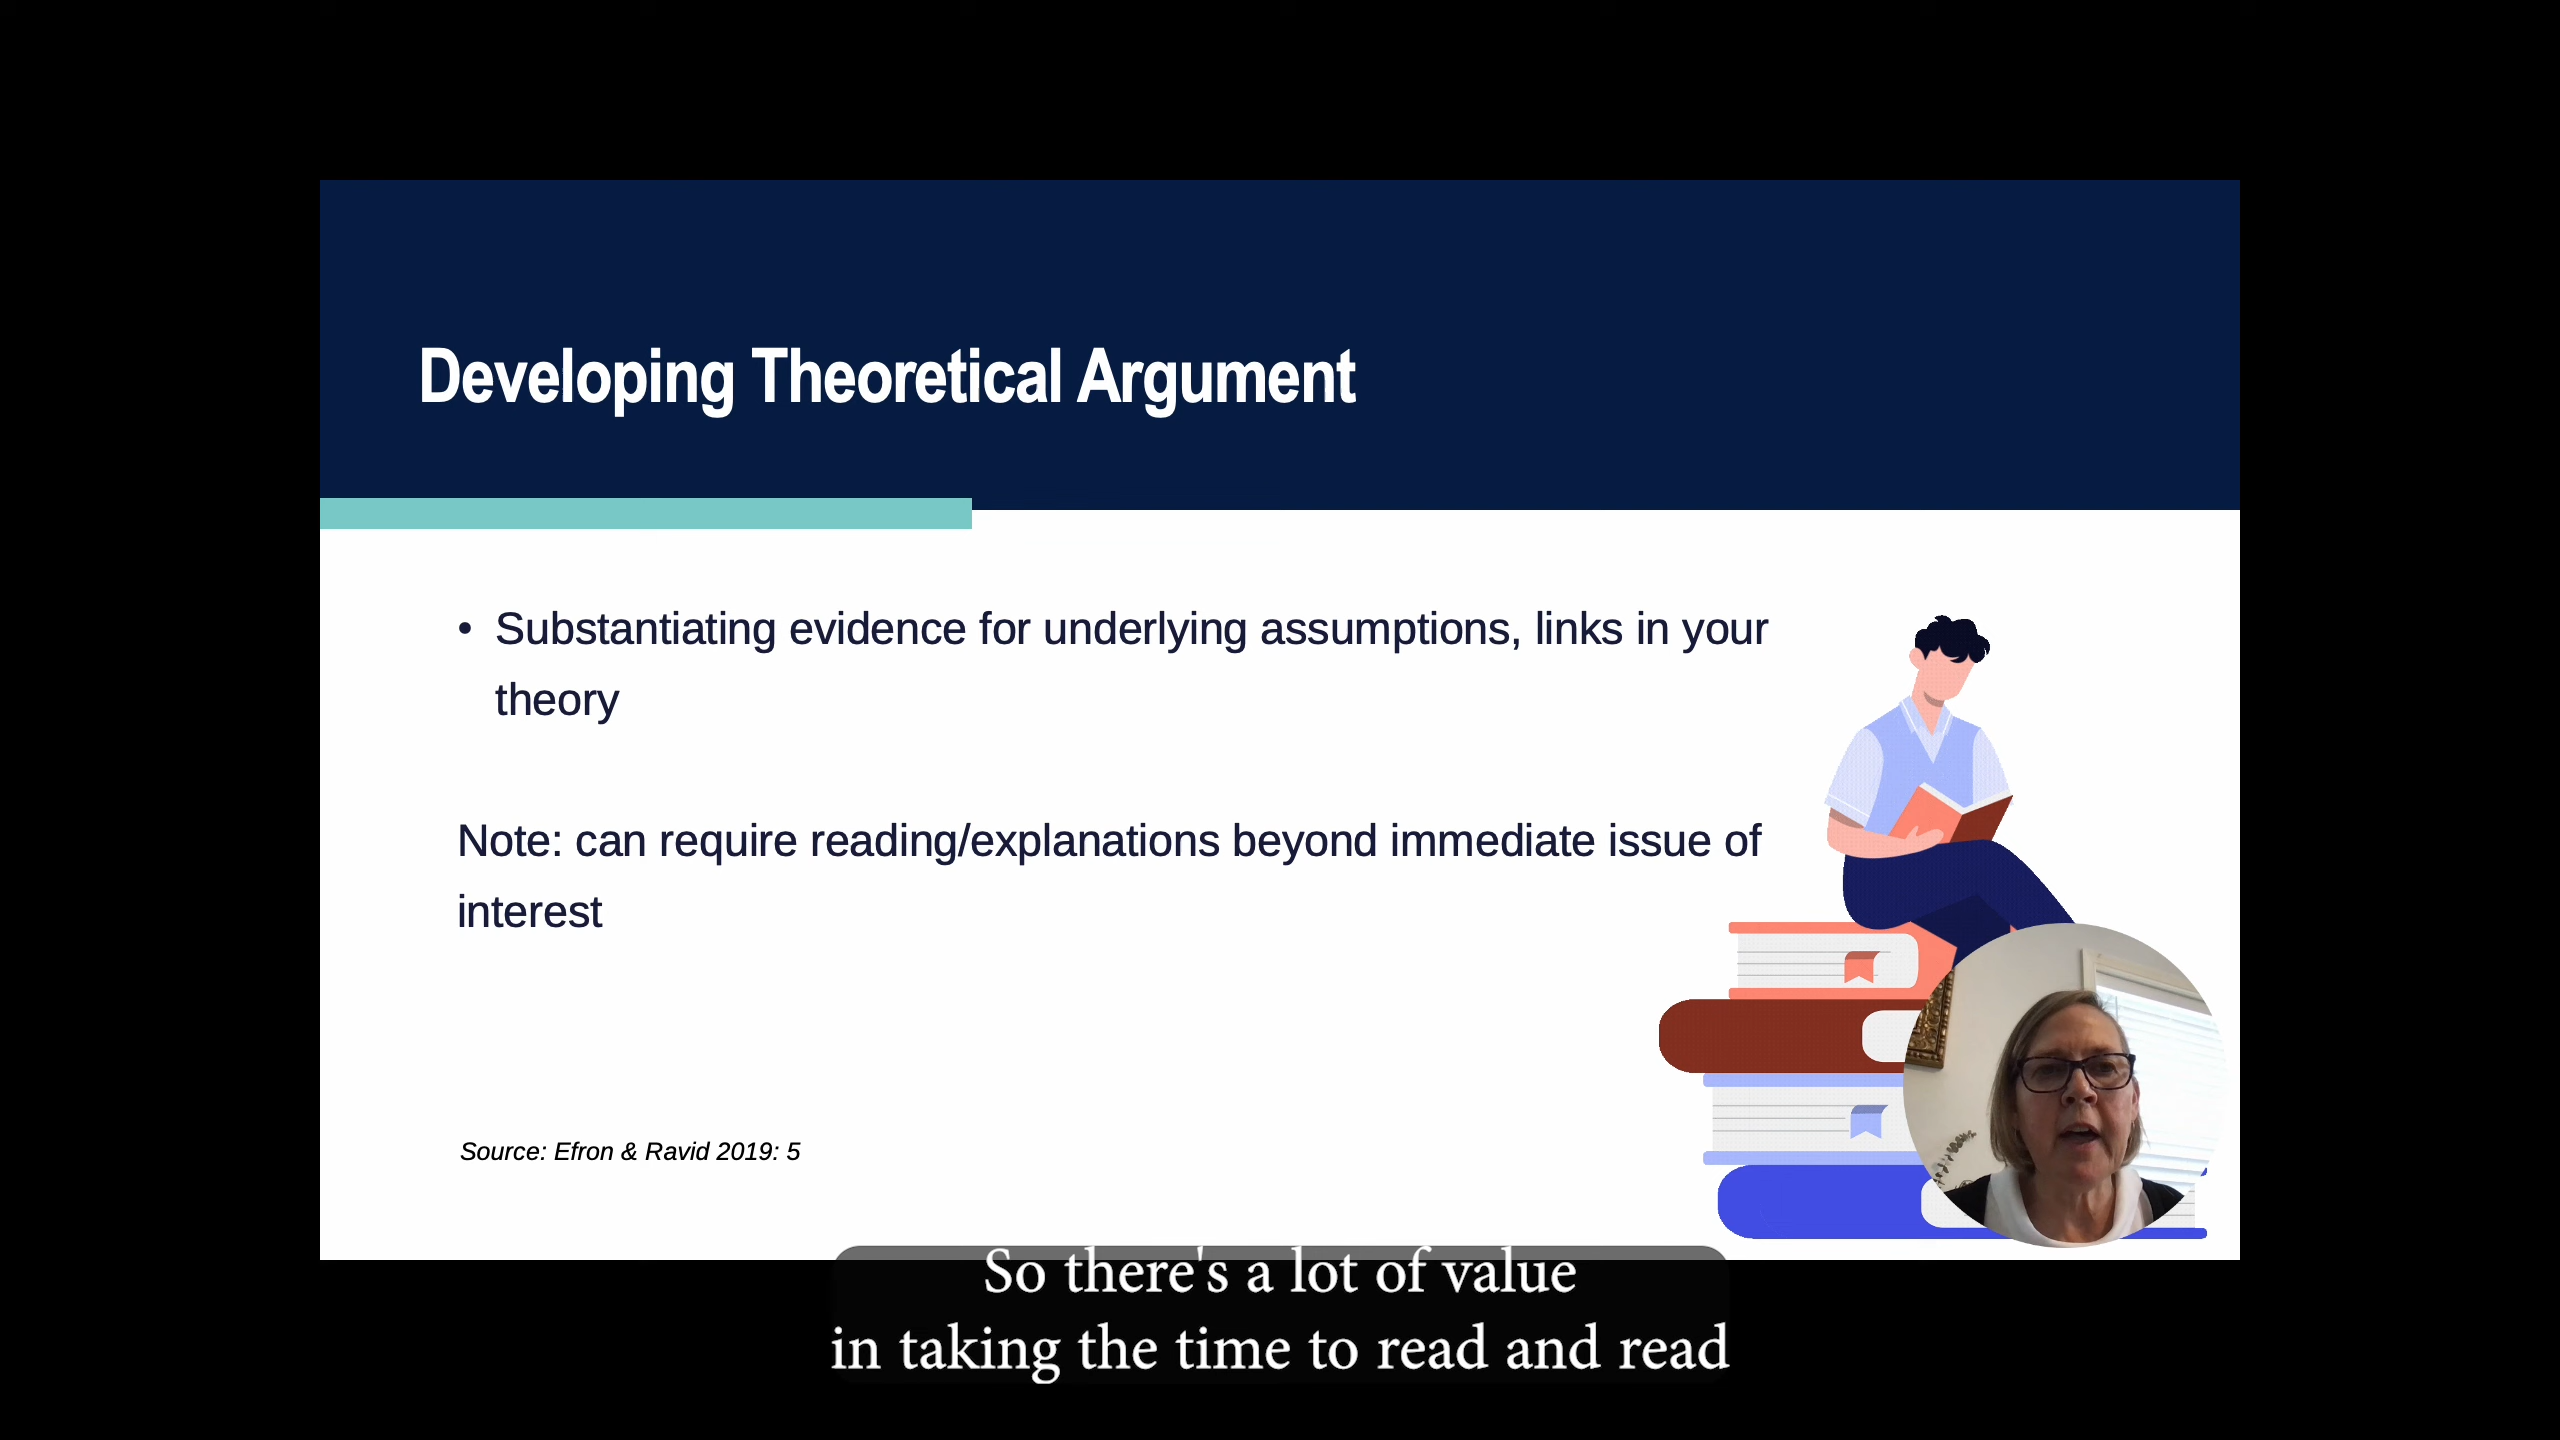 Developing Theoretical Argument
• Substantiating evidence for underlying assumptions, links in your
theory
Note: can require reading/explanations beyond immediate issue of
interest
Source: Efron & Ravid 2019: 5
So there's a lot of value
in taking the time to read and read